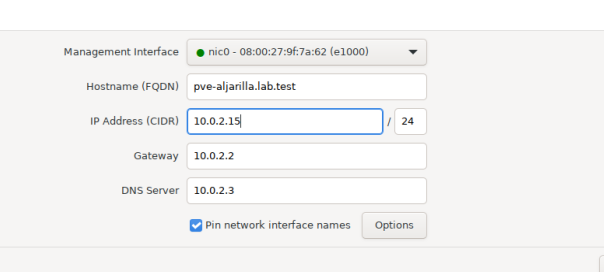 Management Interface nic0 - 08:00:27:9f:7a:62 (e1000)
Hostname (FQDN) pve-aljarilla.lab.test
IP Address (CIDR) 10.0.2.15 / 24
Gateway 10.0.2.2
DNS Server 10.0.2.3
Pin network interface names Options